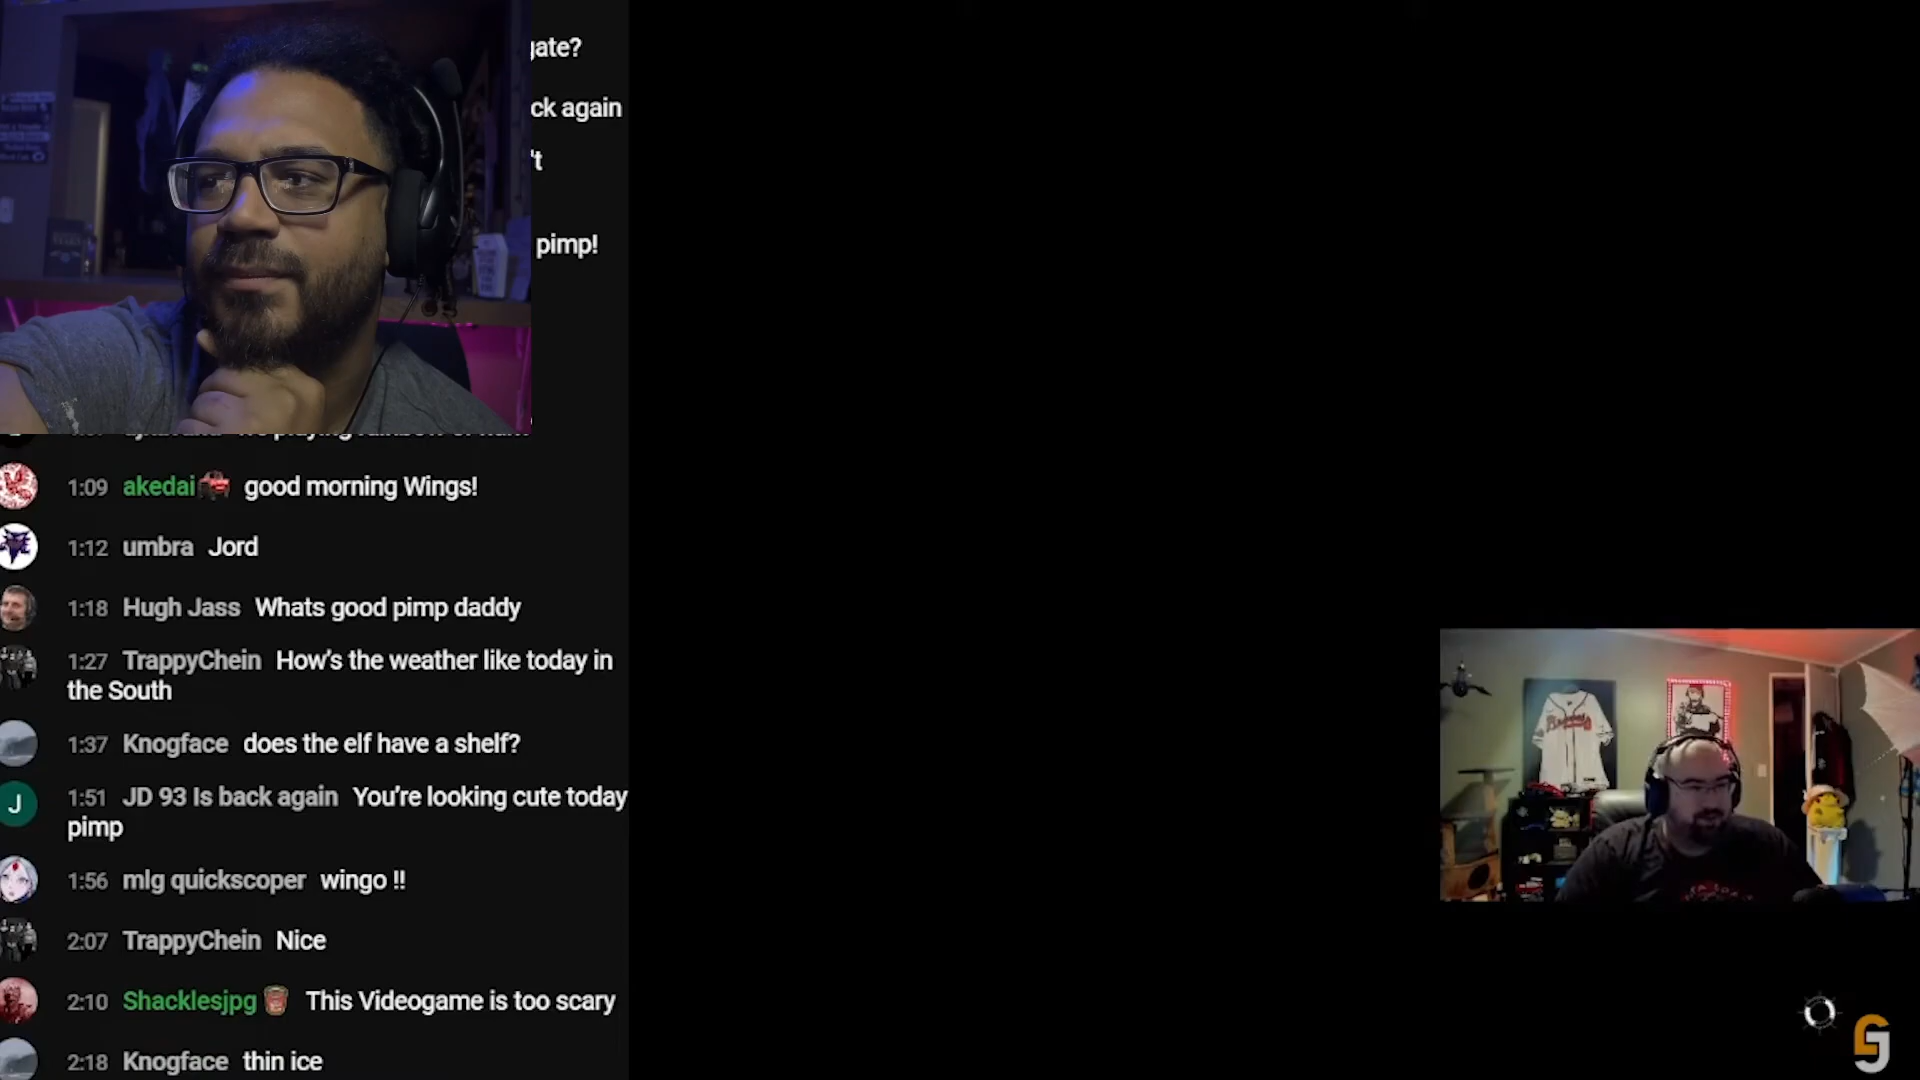 gate?
ck again
't
pimp!
1:09 akedai good morning Wings!
1:12 umbra Jord
1:18 Hugh Jass Whats good pimp daddy
1:27 TrappyChein How's the weather like today in
the South
1:37 Knogface does the elf have a shelf?
J
1:51 JD 93 Is back again You're looking cute today
pimp
1:56 mlg quickscoper wingo !!
2:07 TrappyChein Nice
2:10 Shacklesjpg This Videogame is too scary
2:18 Knogface thin ice
Braves